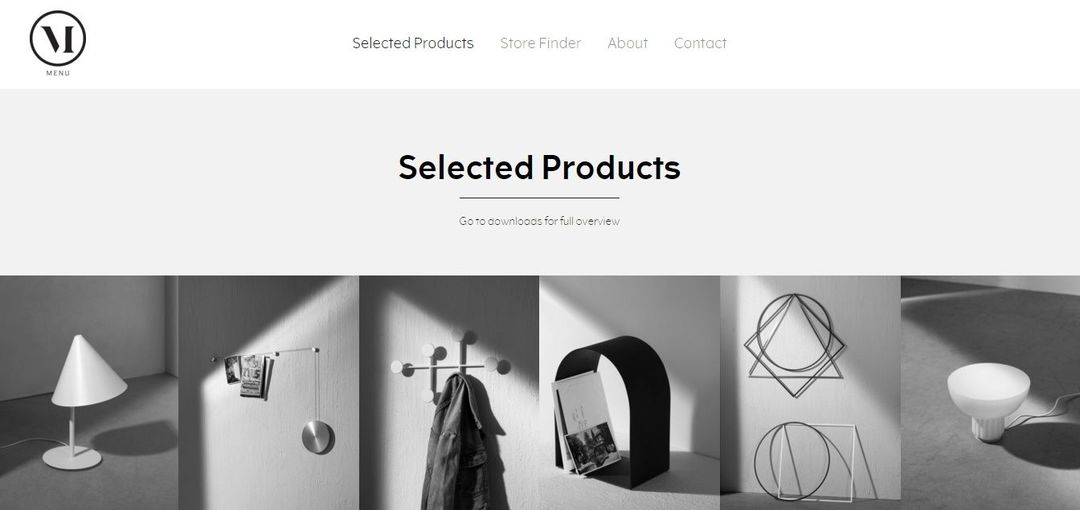 M
MENU
Selected Products Store Finder About Contact
Selected Products
Go to downloads for full overview